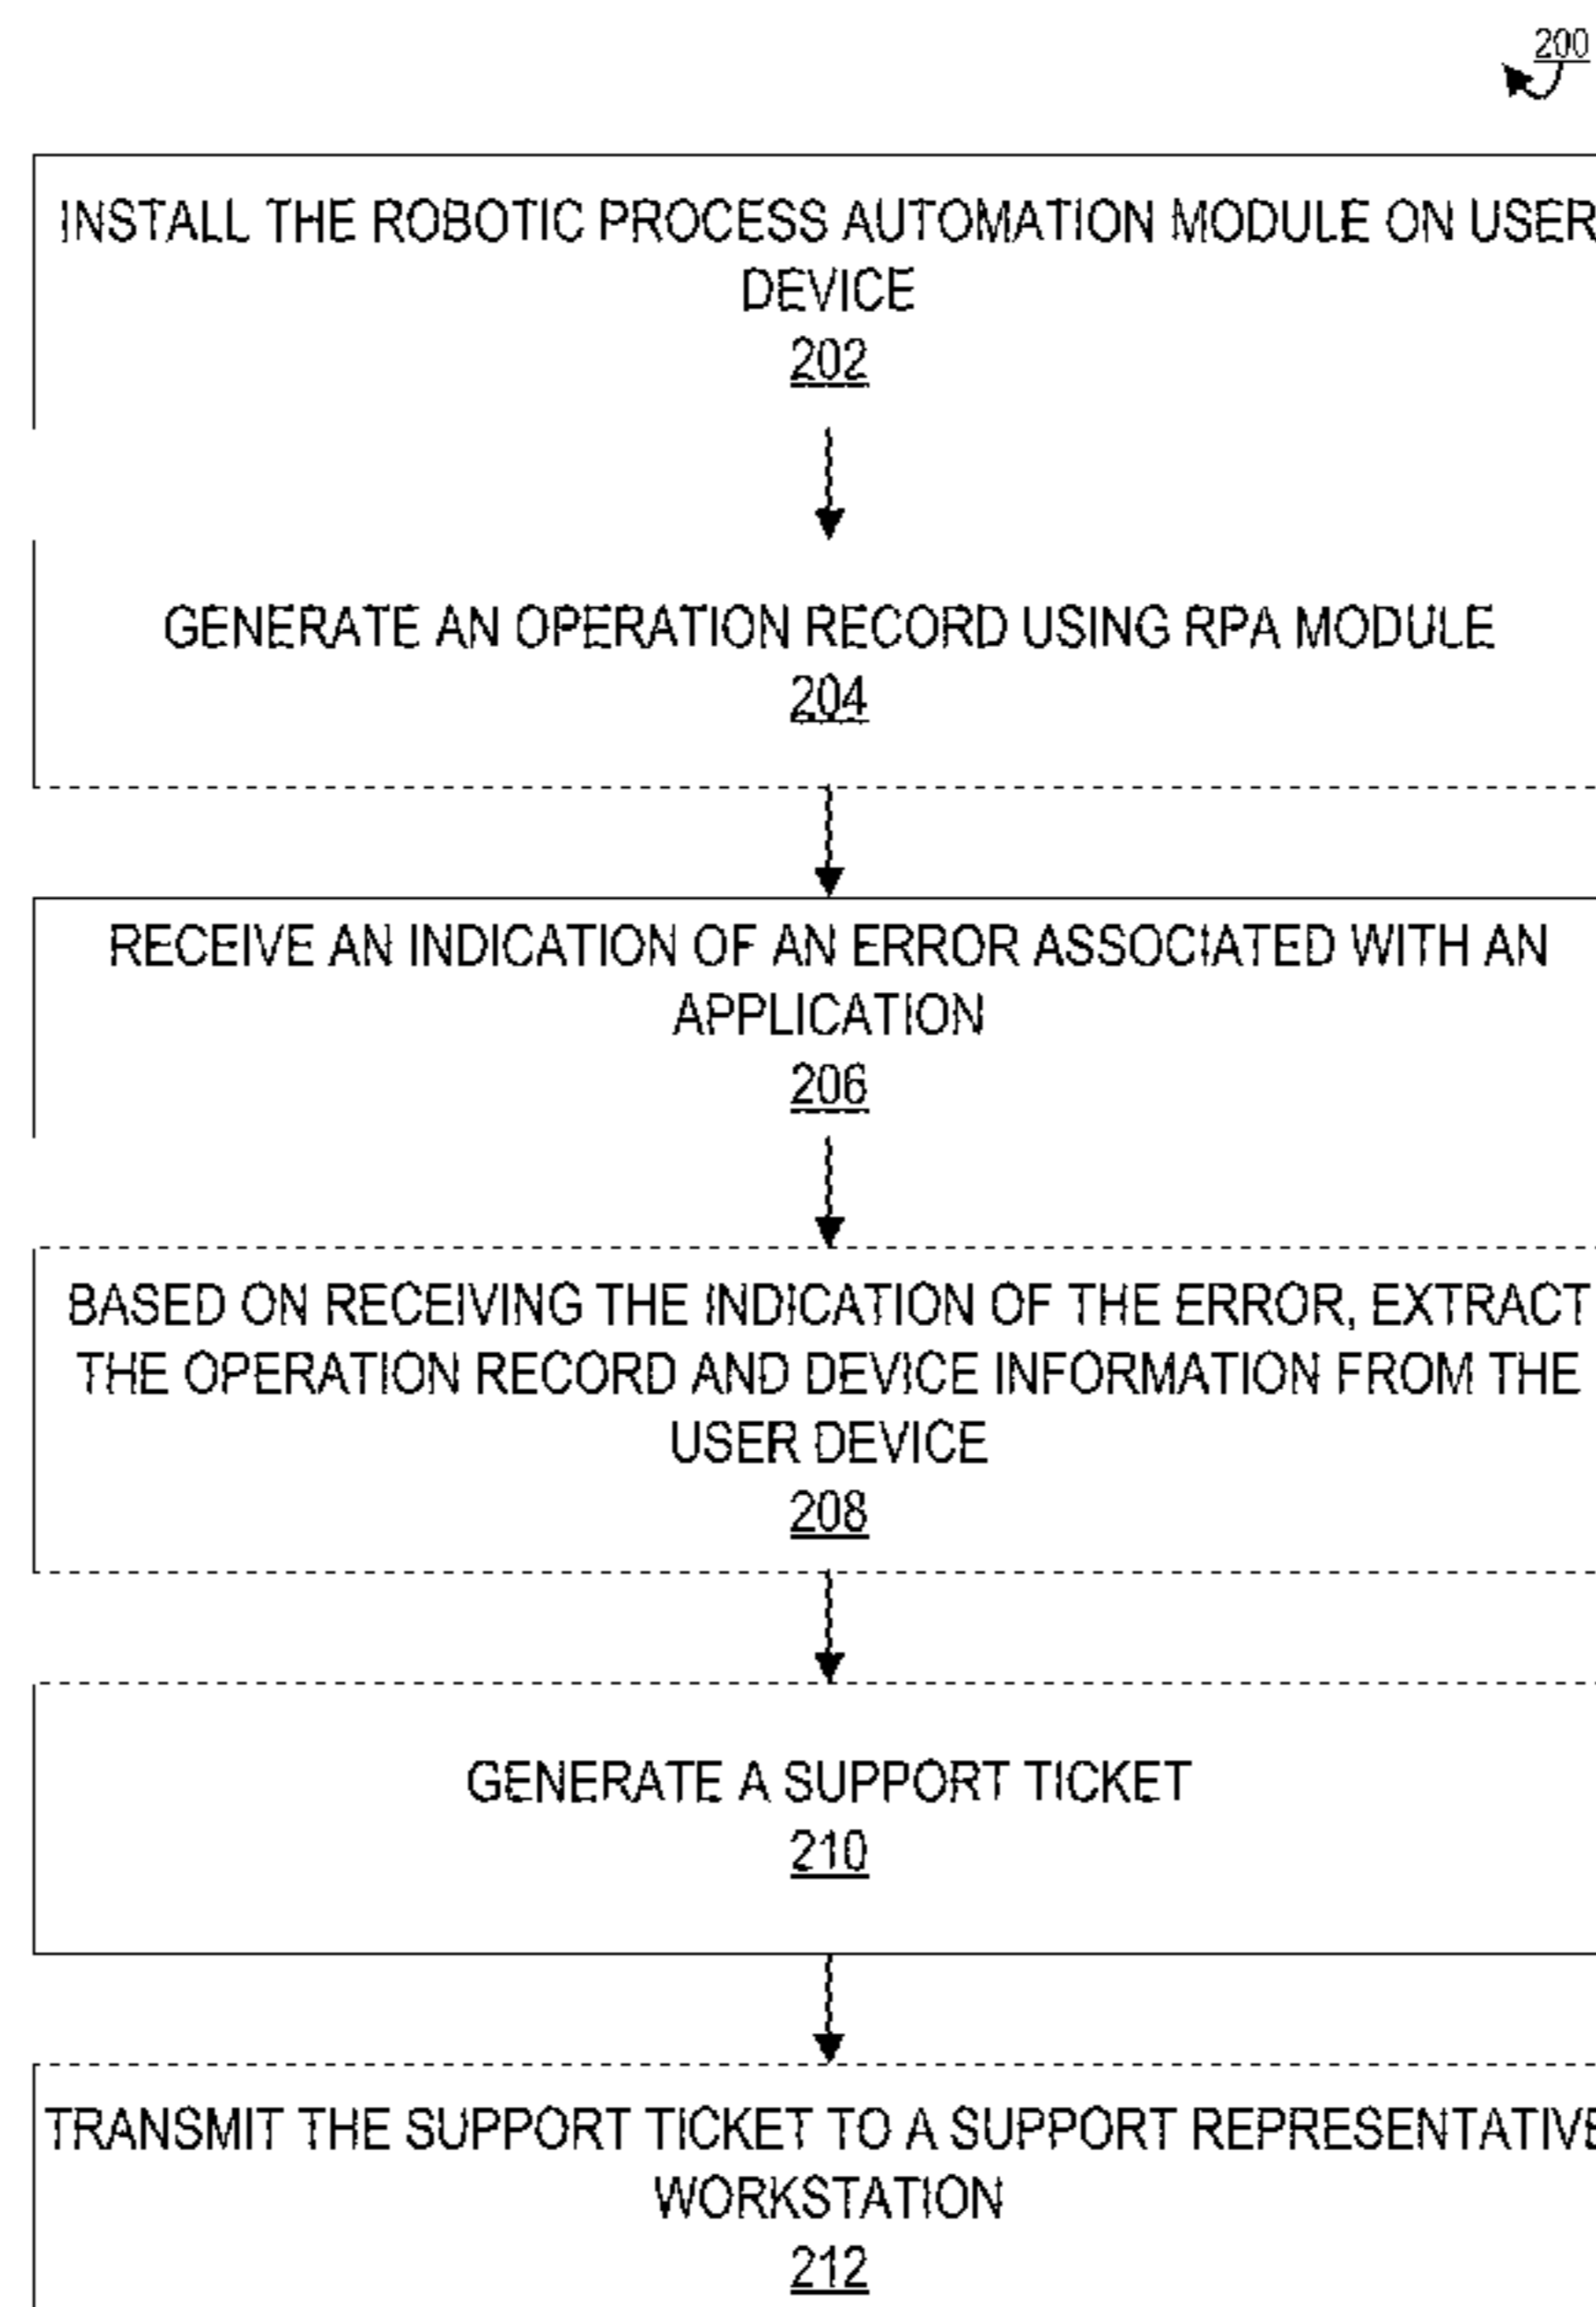 200
INSTALL THE ROBOTIC PROCESS AUTOMATION MODULE ON USER
DEVICE
202
GENERATE AN OPERATION RECORD USING RPA MODULE
204
RECEIVE AN INDICATION OF AN ERROR ASSOCIATED WITH AN
APPLICATION
206
BASED ON RECEIVING THE INDICATION OF THE ERROR, EXTRACT
THE OPERATION RECORD AND DEVICE INFORMATION FROM THE
USER DEVICE
208
GENERATE A SUPPORT TICKET
210
TRANSMIT THE SUPPORT TICKET TO A SUPPORT REPRESENTATIVE
WORKSTATION
212